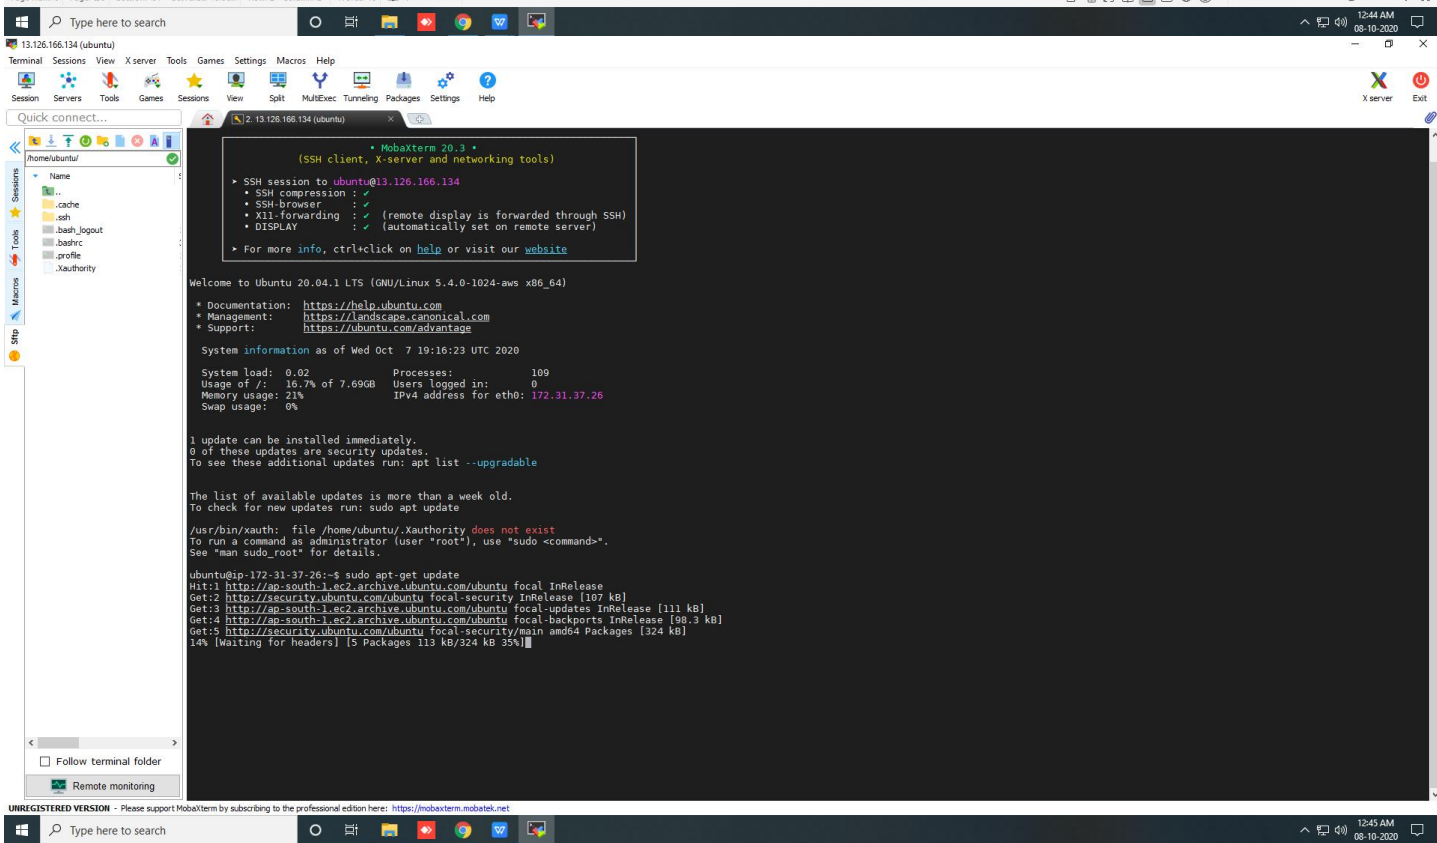 Type here to search
12:44 AM
08-10-2020
13.126.166.134 (ubuntu)
Terminal Sessions View X server Tools Games Settings Macros Help
Session Servers Tools Games Sessions View Split MultiExec Tunneling Packages Settings Help X server Exit
Quick connect...
2. 13.126.166.134 (ubuntu)
/home/ubuntu/
Name
..
.cache
.ssh
.bash_logout
.bashrc
.profile
.Xauthority
Sessions
Tools
Macros
Sftp
• MobaXterm 20.3 •
(SSH client, X-server and networking tools)
➤ SSH session to ubuntu@13.126.166.134
• SSH compression : ✔
• SSH-browser : ✔
• X11-forwarding : ✔ (remote display is forwarded through SSH)
• DISPLAY : ✔ (automatically set on remote server)
➤ For more info, ctrl+click on help or visit our website
Welcome to Ubuntu 20.04.1 LTS (GNU/Linux 5.4.0-1024-aws x86_64)
* Documentation: https://help.ubuntu.com
* Management: https://landscape.canonical.com
* Support: https://ubuntu.com/advantage
System information as of Wed Oct 7 19:16:23 UTC 2020
System load: 0.02 Processes: 109
Usage of /: 16.7% of 7.69GB Users logged in: 0
Memory usage: 21% IPv4 address for eth0: 172.31.37.26
Swap usage: 0%
1 update can be installed immediately.
0 of these updates are security updates.
To see these additional updates run: apt list --upgradable
The list of available updates is more than a week old.
To check for new updates run: sudo apt update
/usr/bin/xauth: file /home/ubuntu/.Xauthority does not exist
To run a command as administrator (user "root"), use "sudo <command>".
See "man sudo_root" for details.
ubuntu@ip-172-31-37-26:~$ sudo apt-get update
Hit:1 http://ap-south-1.ec2.archive.ubuntu.com/ubuntu focal InRelease
Get:2 http://security.ubuntu.com/ubuntu focal-security InRelease [107 kB]
Get:3 http://ap-south-1.ec2.archive.ubuntu.com/ubuntu focal-updates InRelease [111 kB]
Get:4 http://ap-south-1.ec2.archive.ubuntu.com/ubuntu focal-backports InRelease [98.3 kB]
Get:5 http://security.ubuntu.com/ubuntu focal-security/main amd64 Packages [324 kB]
14% [Waiting for headers] [5 Packages 113 kB/324 kB 35%]
Follow terminal folder
Remote monitoring
UNREGISTERED VERSION - Please support MobaXterm by subscribing to the professional edition here: https://mobaxterm.mobatek.net
Type here to search
12:45 AM
08-10-2020